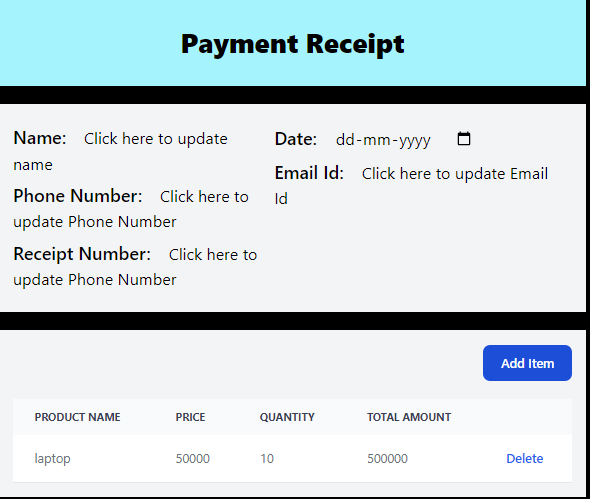 Payment Receipt
Name: Click here to update
name
Phone Number: Click here to
update Phone Number
Receipt Number: Click here to
update Phone Number
Date: dd-mm-yyyy
Email Id: Click here to update Email
Id
Add Item
PRODUCT NAME PRICE QUANTITY TOTAL AMOUNT
laptop 50000 10 500000 Delete